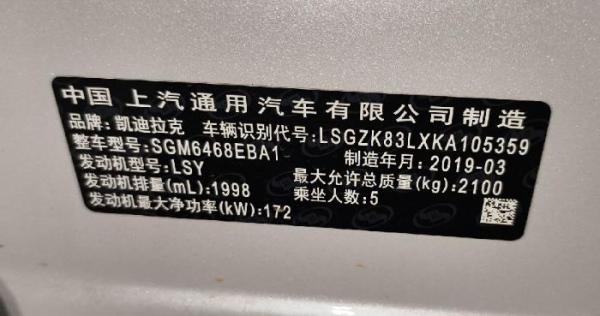 中国 上汽通用汽车有限公司制造
品牌: 凯迪拉克 车辆识别代号: LSGZK83LXKA105359
整车型号: SGM6468EBA1 制造年月: 2019-03
发动机型号: LSY 最大允许总质量(kg): 2100
发动机排量(mL): 1998 乘坐人数: 5
发动机最大净功率(kW): 172